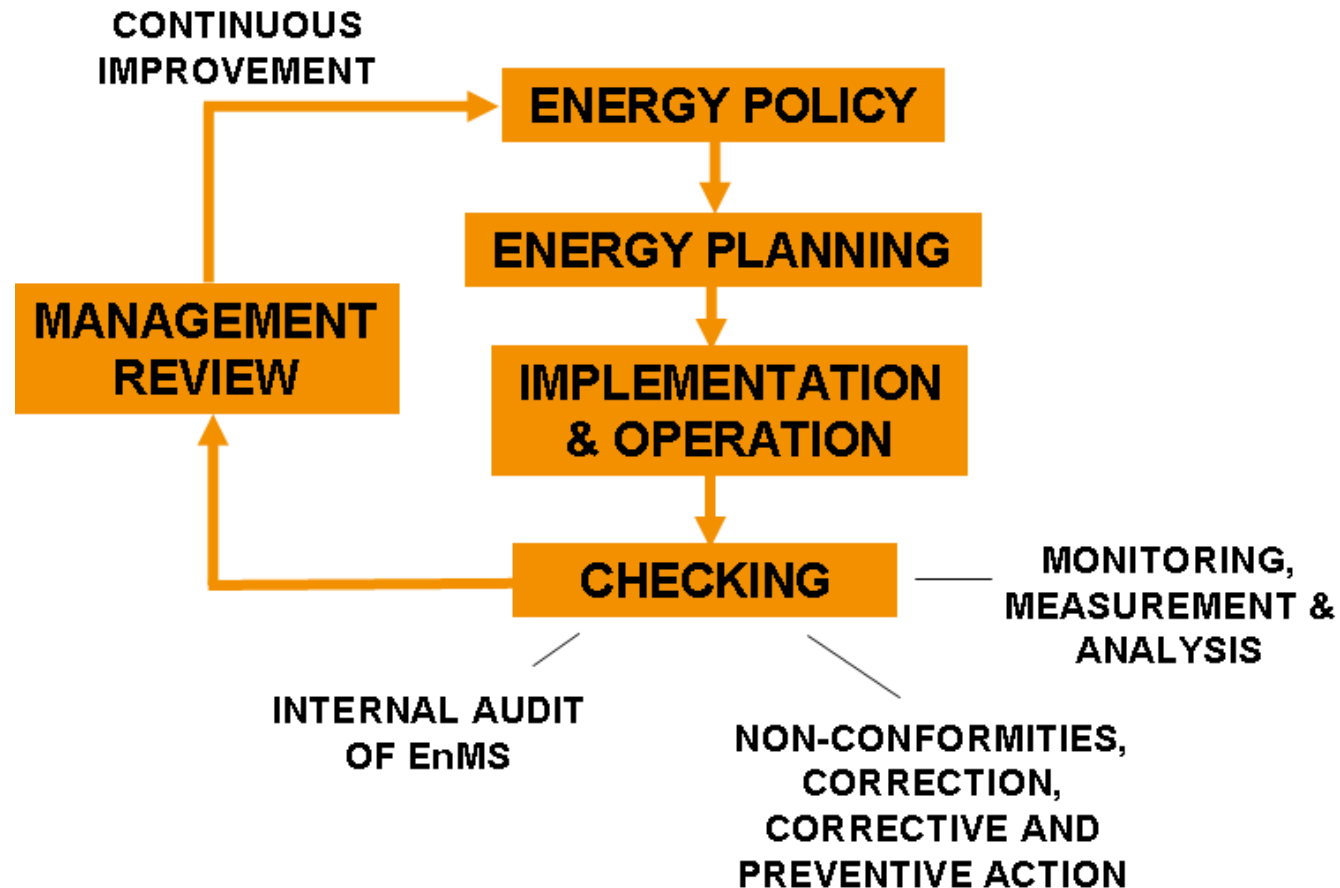 CONTINUOUS
IMPROVEMENT
ENERGY POLICY
ENERGY PLANNING
MANAGEMENT
REVIEW
IMPLEMENTATION
& OPERATION
CHECKING
MONITORING,
MEASUREMENT &
ANALYSIS
INTERNAL AUDIT
OF EnMS
NON-CONFORMITIES,
CORRECTION,
CORRECTIVE AND
PREVENTIVE ACTION